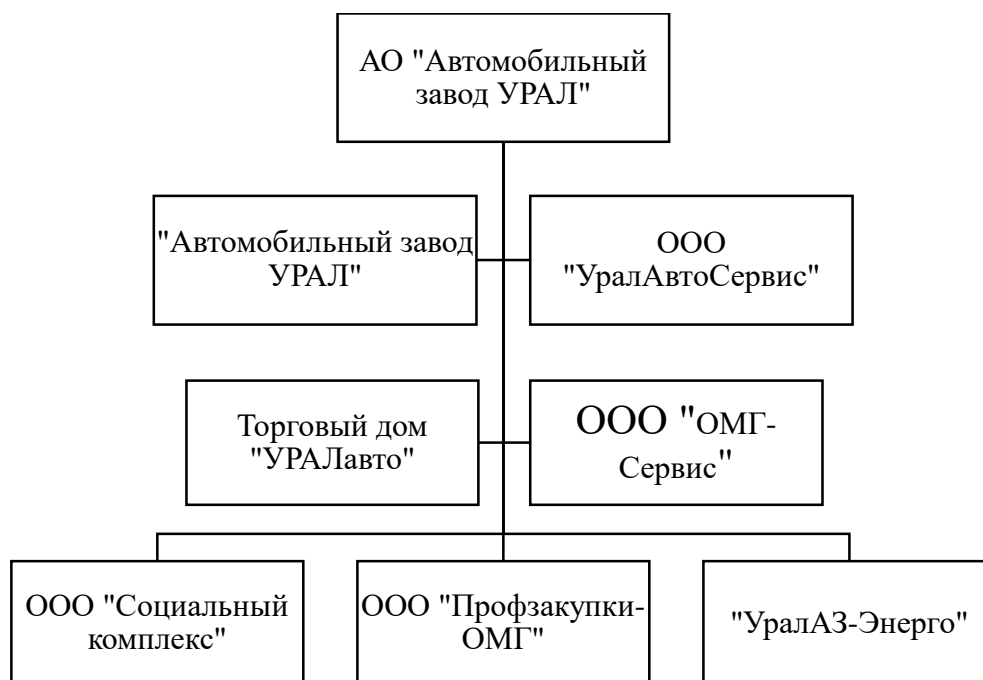 АО "Автомобильный
завод УРАЛ"
"Автомобильный завод
УРАЛ"
ООО
"УралАвтоСервис"
Торговый дом
"УРАЛавто"
ООО "ОМГ-
Сервис"
ООО "Социальный
комплекс"
ООО "Профзакупки-
ОМГ"
"УралАЗ-Энерго"